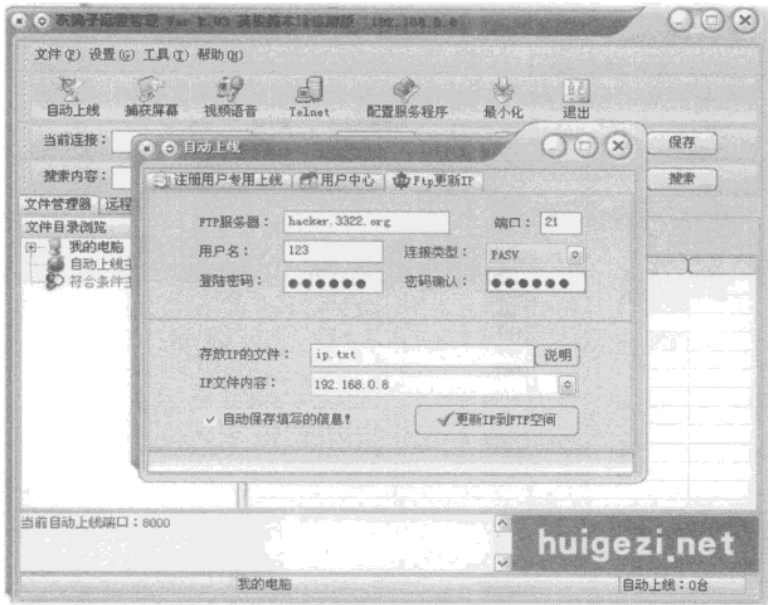 192.168.0.8
文件(F) 设置(G) 工具(T) 帮助(H)
自动上线 捕获屏幕 视频语音 Telnet 配置服务程序 最小化 退出
当前连接： 保存
搜索内容： 搜索
文件管理器 远程
文件目录浏览
我的电脑
自动上线主
符合条件主
自动上线
注册用户专用上线 用户中心 Ftp更新IP
FTP服务器： hacker.3322.org 端口： 21
用户名： 123 连接类型： PASV
登陆密码： ●●●●●● 密码确认： ●●●●●●
存放IP的文件： ip.txt 说明
IP文件内容： 192.168.0.8
自动保存填写的信息! 更新IP到FTP空间
当前自动上线端口：8000
huigezi.net
我的电脑 自动上线：0台